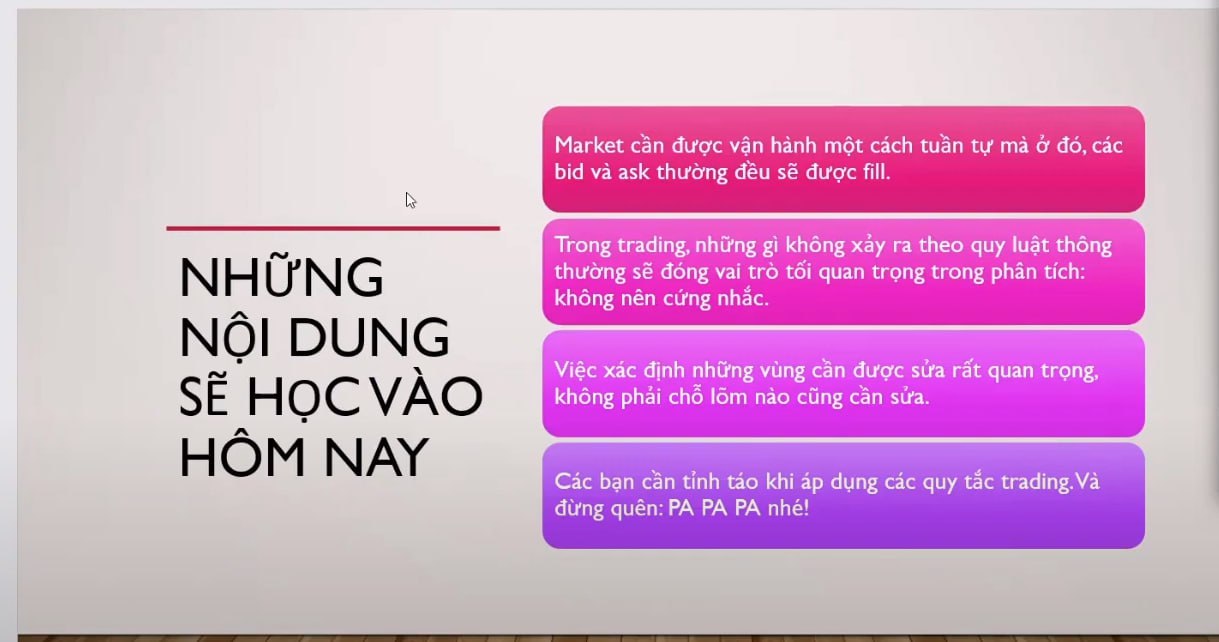 NHỮNG
NỘI DUNG
SẼ HỌC VÀO
HÔM NAY
Market cần được vận hành một cách tuần tự mà ở đó, các
bid và ask thường đều sẽ được fill.
Trong trading, những gì không xảy ra theo quy luật thông
thường sẽ đóng vai trò tối quan trọng trong phân tích:
không nên cứng nhắc.
Việc xác định những vùng cần được sửa rất quan trọng,
không phải chỗ lõm nào cũng cần sửa.
Các bạn cần tỉnh táo khi áp dụng các quy tắc trading. Và
đừng quên: PA PA PA nhé!